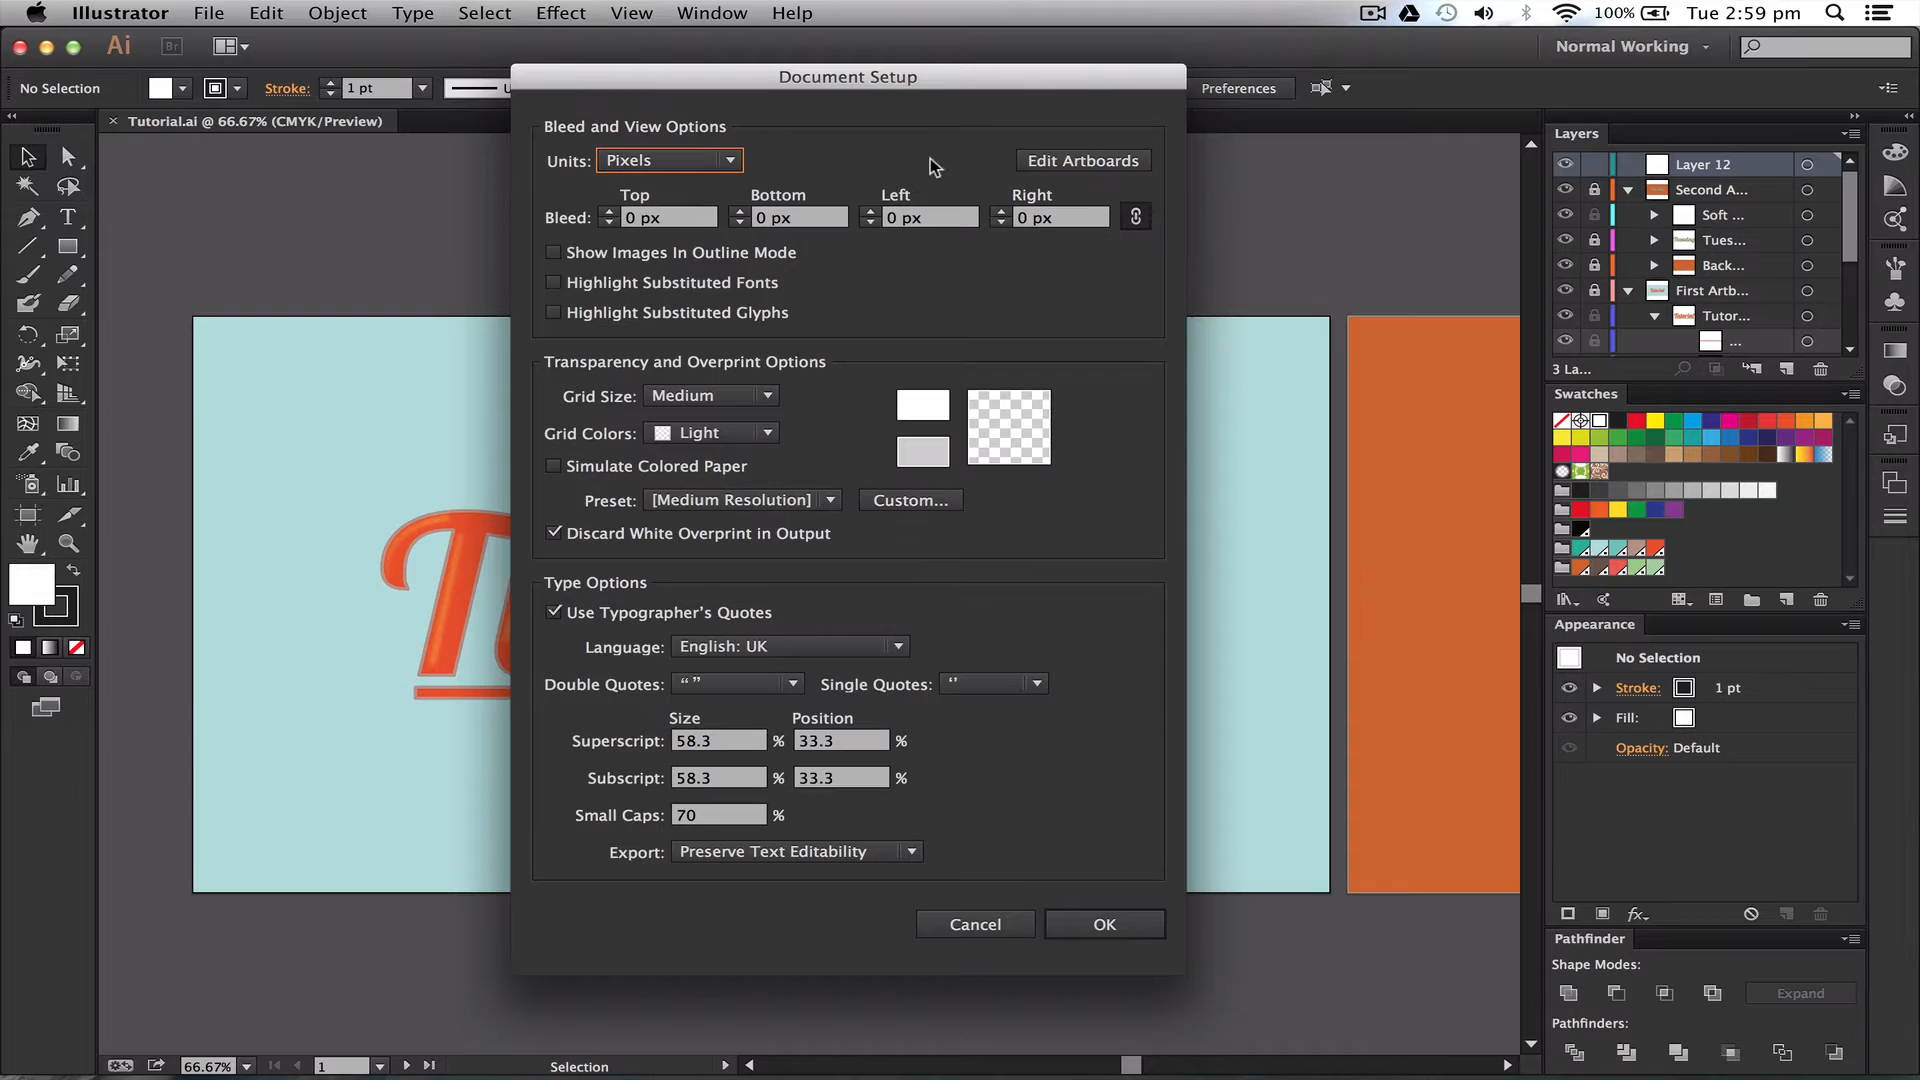 Illustrator File Edit Object Type Select Effect View Window Help 100% Tue 2:59 pm
Ai Br Normal Working
No Selection Stroke: 1 pt Preferences
Document Setup
× Tutorial.ai @ 66.67% (CMYK/Preview)
Bleed and View Options
Units: Pixels Edit Artboards
Top Bottom Left Right
Bleed: 0 px 0 px 0 px 0 px
Show Images In Outline Mode
Highlight Substituted Fonts
Highlight Substituted Glyphs
Transparency and Overprint Options
Grid Size: Medium
Grid Colors: Light
Simulate Colored Paper
Preset: [Medium Resolution] Custom...
Discard White Overprint in Output
Type Options
Use Typographer's Quotes
Language: English: UK
Double Quotes: “ ” Single Quotes: ‘’
Size Position
Superscript: 58.3 % 33.3 %
Subscript: 58.3 % 33.3 %
Small Caps: 70 %
Export: Preserve Text Editability
Cancel OK
Layers
Layer 12
Second A...
Soft ...
Tues...
Back...
First Artb...
Tutor...
...
3 La...
Swatches
Appearance
No Selection
Stroke: 1 pt
Fill:
Opacity: Default
fx
Pathfinder
Shape Modes:
Expand
Pathfinders:
66.67% 1 Selection